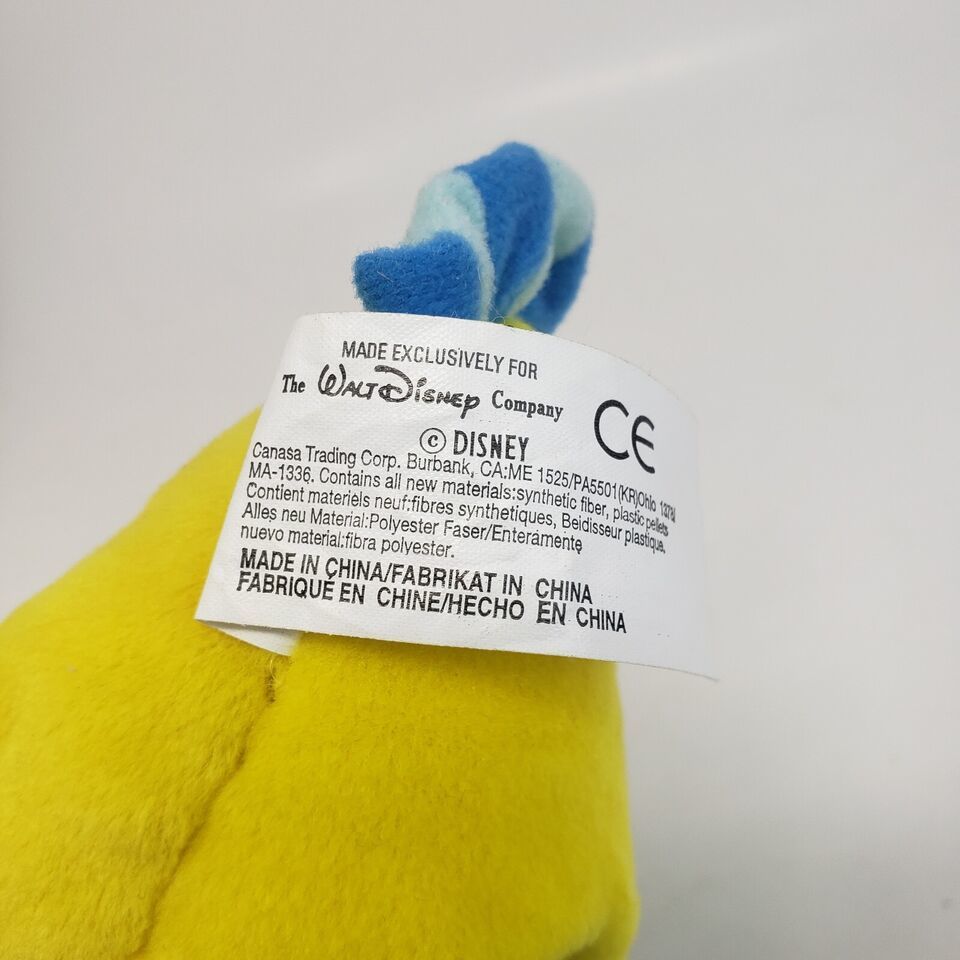 MADE EXCLUSIVELY FOR
The WALT DISNEY Company
CE
© DISNEY
Canasa Trading Corp. Burbank, CA:ME 1525/PA5501(KR)Ohio
MA-1336. Contains all new materials:synthetic fiber, plastic pellets
Contient materiels neuf:fibres synthetiques, Beidisseur plastique.
Alles neu Material:Polyester Faser/Enteramente
nuevo material:fibra polyester.
MADE IN CHINA/FABRIKAT IN CHINA
FABRIQUE EN CHINE/HECHO EN CHINA